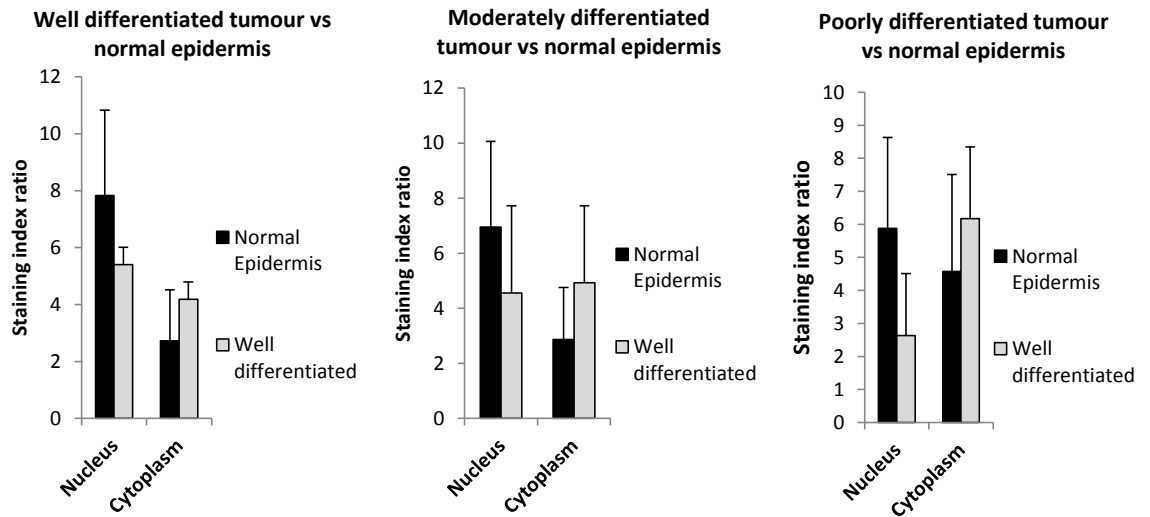 Well differentiated tumour vs
normal epidermis
Staining index ratio
12
10
8
6
4
2
0
Nucleus
Cytoplasm
Normal
Epidermis
Well
differentiated
Moderately differentiated
tumour vs normal epidermis
Staining index ratio
12
10
8
6
4
2
0
Nucleus
Cytoplasm
Normal
Epidermis
Well
differentiated
Poorly differentiated tumour
vs normal epidermis
Staining index ratio
10
9
8
7
6
5
4
3
2
1
0
Nucleus
Cytoplasm
Normal
Epidermis
Well
differentiated